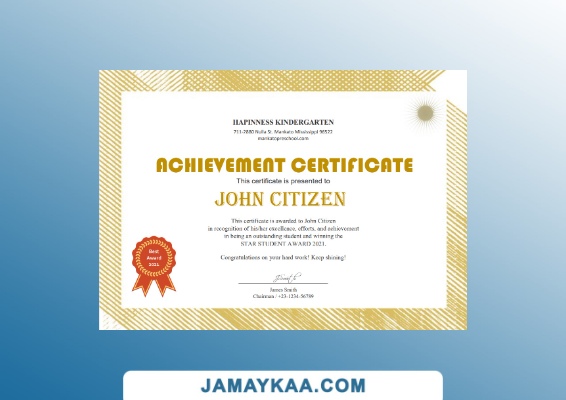 HAPINNESS KINDERGARTEN
711-2880 Nulla St. Mankato Mississippi 96522
mankatopreschool.com
ACHIEVEMENT CERTIFICATE
This certificate is presented to
JOHN CITIZEN
This certificate is awarded to John Citizen
in recognition of his/her excellence, efforts, and achievement
in being an outstanding student and winning the
STAR STUDENT AWARD 2021.
Congratulations on your hard work! Keep shining!
Best
Award
2021
James Smith
Chairman / +23-1234-56789
JAMAYKAA.COM